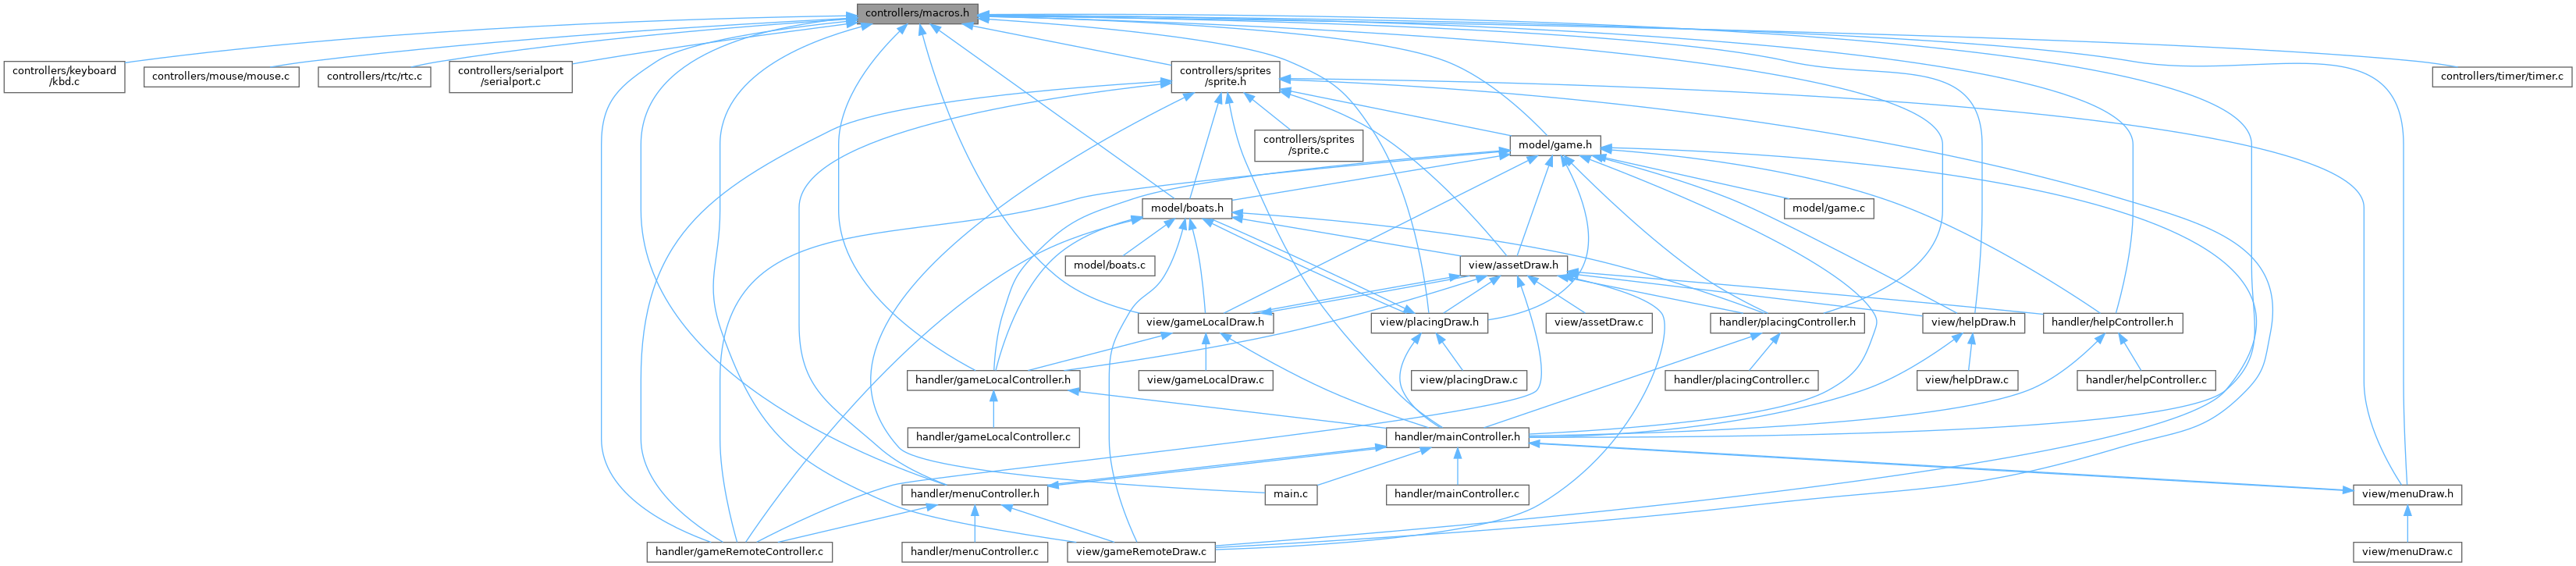 controllers/macros.h
controllers/keyboard
/kbd.c
controllers/mouse/mouse.c
controllers/rtc/rtc.c
controllers/serialport
/serialport.c
controllers/sprites
/sprite.h
controllers/timer/timer.c
controllers/sprites
/sprite.c
model/game.h
model/boats.h
model/game.c
model/boats.c
view/assetDraw.h
view/gameLocalDraw.h
view/placingDraw.h
view/assetDraw.c
handler/placingController.h
view/helpDraw.h
handler/helpController.h
handler/gameLocalController.h
view/gameLocalDraw.c
view/placingDraw.c
handler/placingController.c
view/helpDraw.c
handler/helpController.c
handler/gameLocalController.c
handler/mainController.h
handler/menuController.h
main.c
handler/mainController.c
view/menuDraw.h
handler/gameRemoteController.c
handler/menuController.c
view/gameRemoteDraw.c
view/menuDraw.c